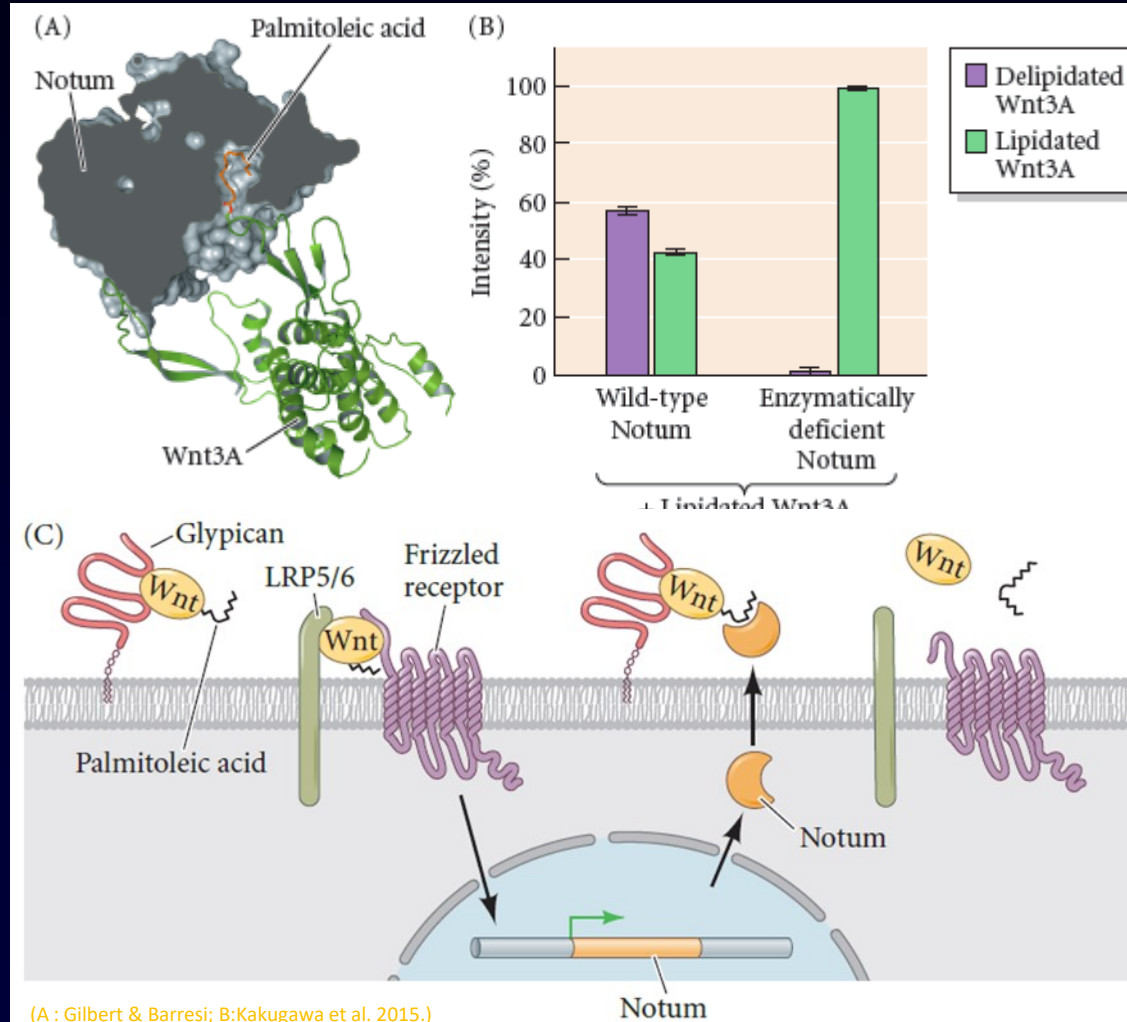 (A)
Palmitoleic acid
Notum
Wnt3A
(B)
Intensity (%)
100
80
60
40
20
0
Wild-type
Notum
Enzymatically
deficient
Notum
+ Lipidated Wnt3A
Delipidated
Wnt3A
Lipidated
Wnt3A
(C)
Glypican
Wnt
Palmitoleic acid
LRP5/6
Wnt
Frizzled
receptor
Wnt
Notum
Wnt
Notum
(A : Gilbert & Barresi; B:Kakugawa et al. 2015.)